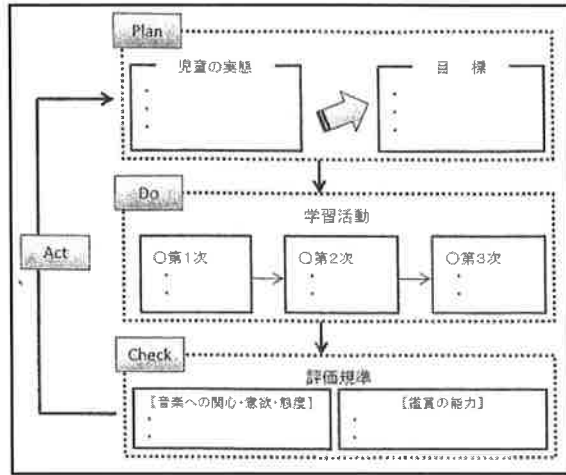 Plan
児童の実態
・
・
・
目 標
・
・
・
Do
学習活動
○第1次
・
・
○第2次
・
・
○第3次
・
・
Act
Check
評価規準
【音楽への関心・意欲・態度】
・
・
【鑑賞の能力】
・
・